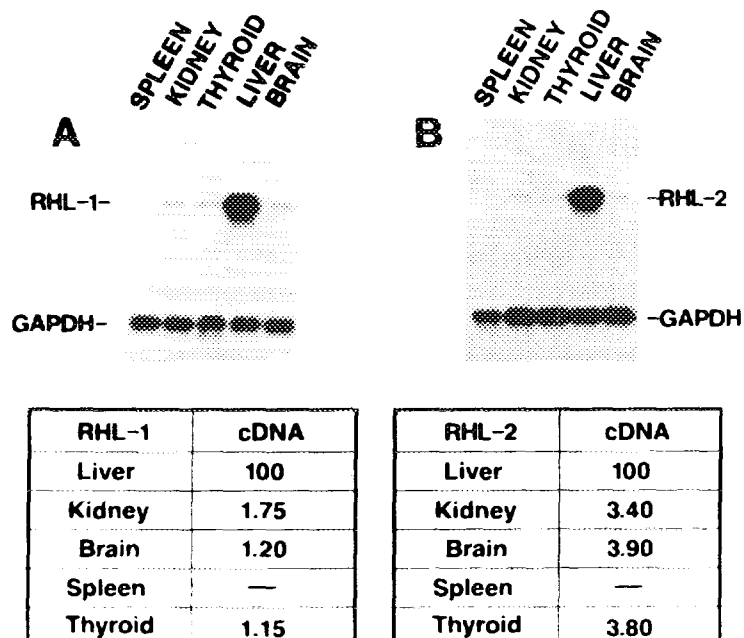 SPLEEN KIDNEY THYROID LIVER BRAIN
A
RHL-1-
GAPDH-
RHL-1 cDNA
Liver 100
Kidney 1.75
Brain 1.20
Spleen —
Thyroid 1.15
SPLEEN KIDNEY THYROID LIVER BRAIN
B
-RHL-2
-GAPDH
RHL-2 cDNA
Liver 100
Kidney 3.40
Brain 3.90
Spleen —
Thyroid 3.80